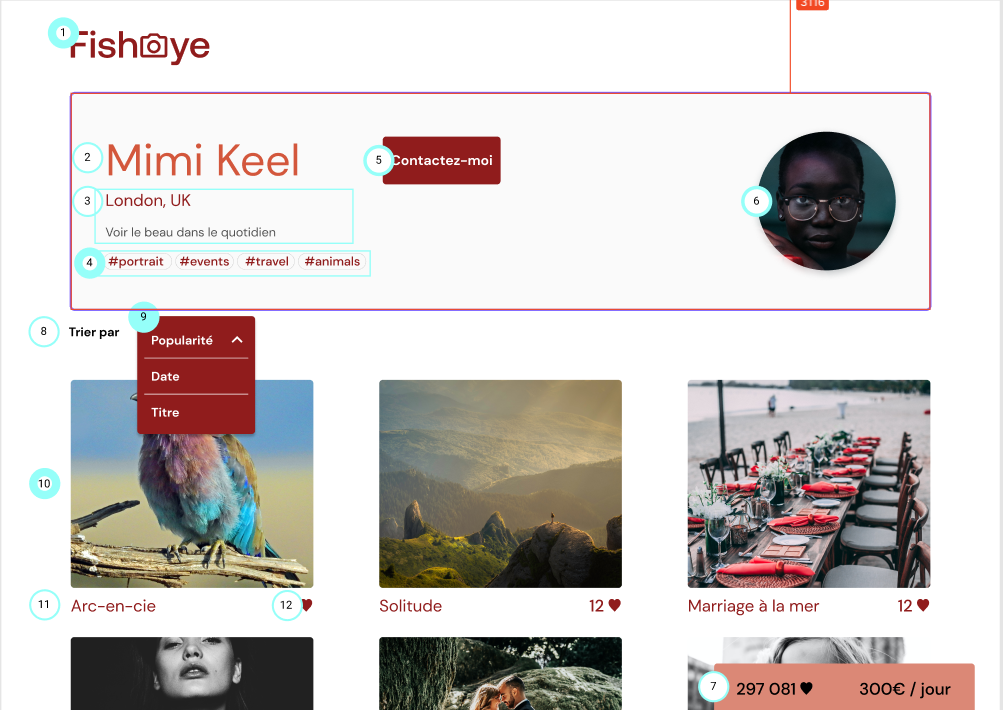 3116
1
Fisheye
2
Mimi Keel
5
Contactez-moi
3
London, UK
6
Voir le beau dans le quotidien
4
#portrait #events #travel #animals
9
8
Trier par
Popularité
Date
Titre
10
11
Arc-en-cie
12
Solitude
12
Marriage à la mer
12
7
297 081
300€ / jour